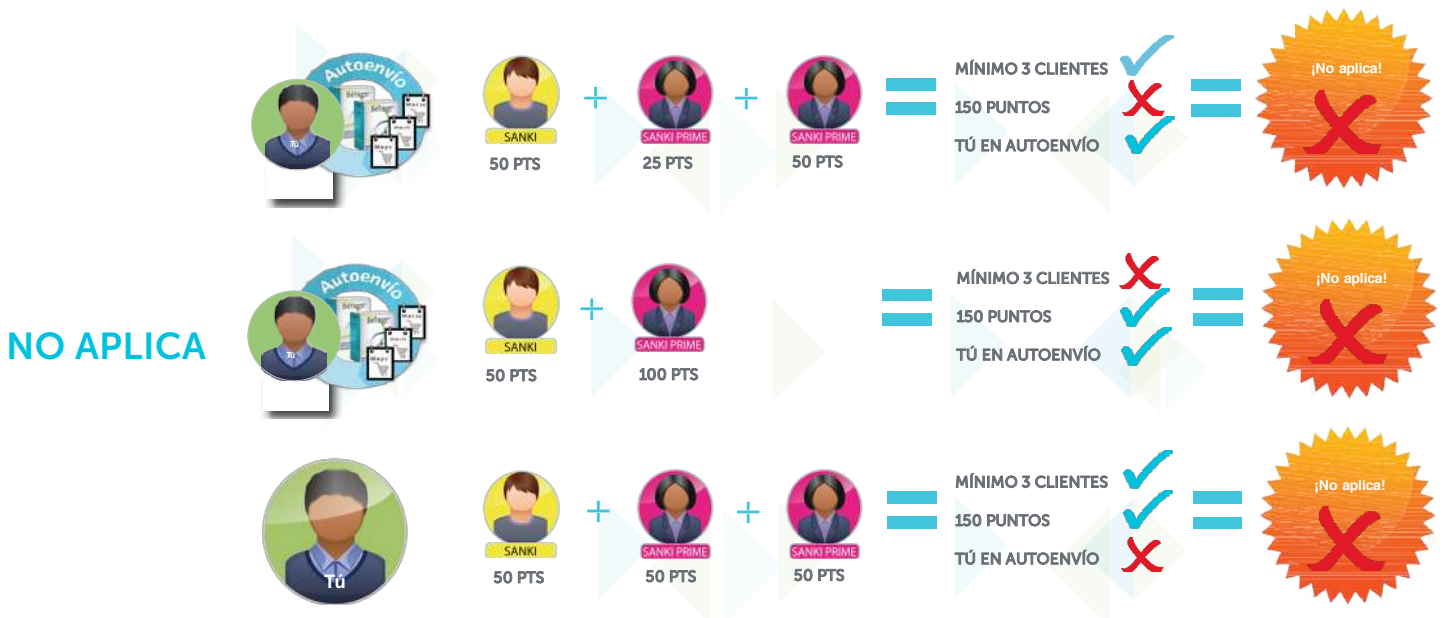 Autoenvío
Tú
SANKI
50 PTS
+
SANKI PRIME
25 PTS
+
SANKI PRIME
50 PTS
=
MÍNIMO 3 CLIENTES
150 PUNTOS
TÚ EN AUTOENVÍO
=
¡No aplica!
NO APLICA
Autoenvío
Tú
SANKI
50 PTS
+
SANKI PRIME
100 PTS
=
MÍNIMO 3 CLIENTES
150 PUNTOS
TÚ EN AUTOENVÍO
=
¡No aplica!
Tú
SANKI
50 PTS
+
SANKI PRIME
50 PTS
+
SANKI PRIME
50 PTS
=
MÍNIMO 3 CLIENTES
150 PUNTOS
TÚ EN AUTOENVÍO
=
¡No aplica!